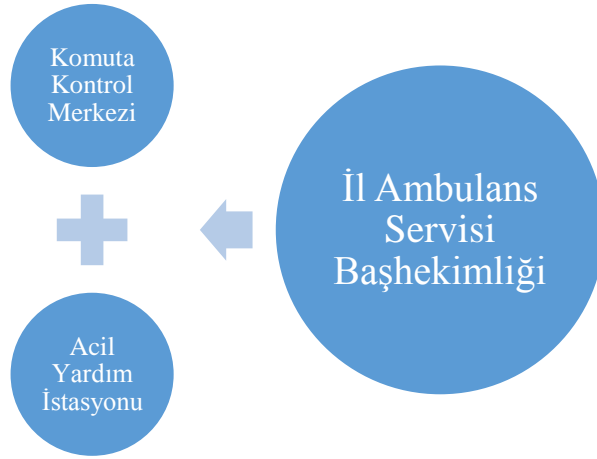 Komuta
Kontrol
Merkezi
İl Ambulans
Servisi
Başhekimliği
Acil
Yardım
İstasyonu